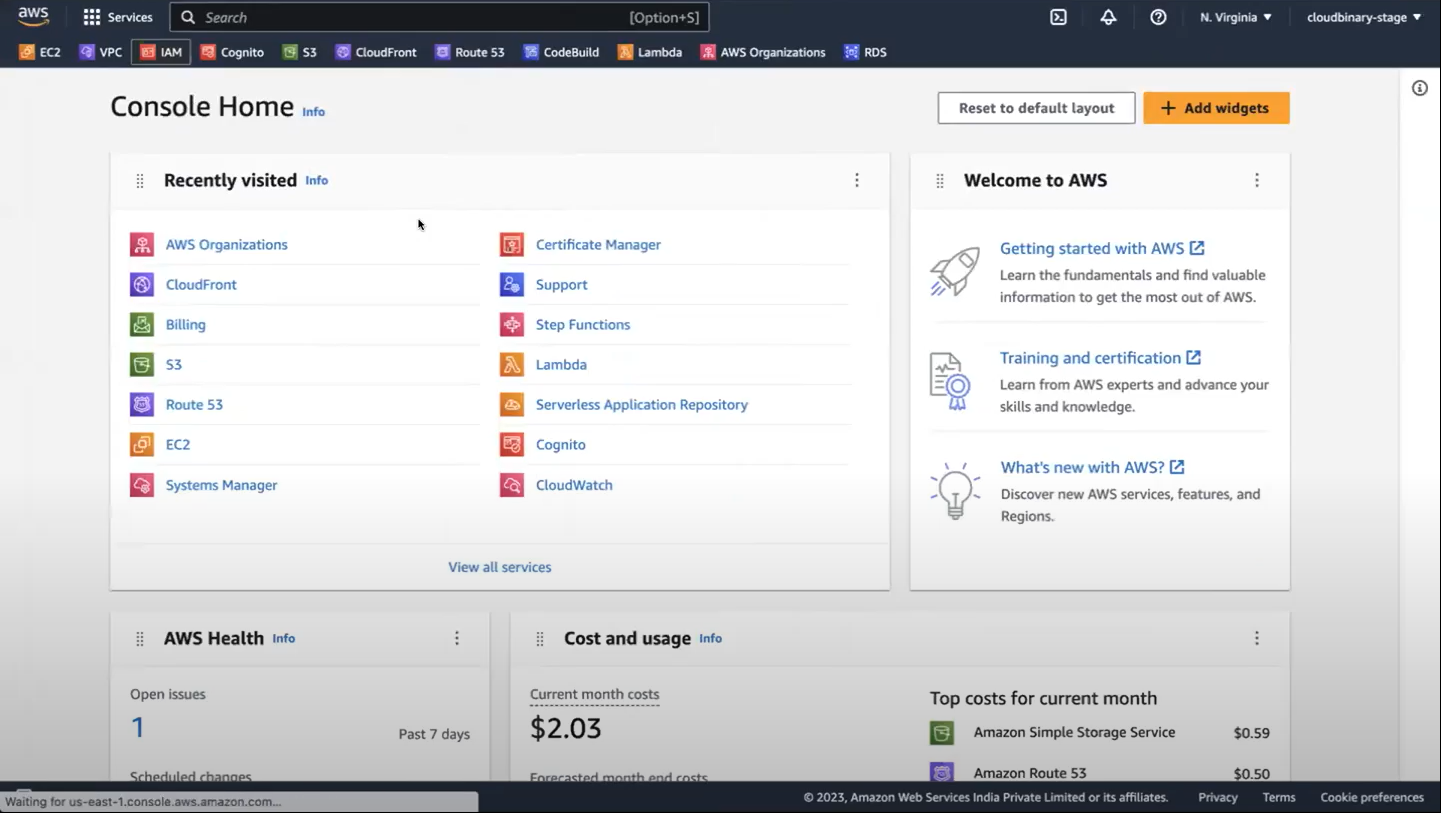 aws Services Search [Option+S] N. Virginia cloudbinary-stage
EC2 VPC IAM Cognito S3 CloudFront Route 53 CodeBuild Lambda AWS Organizations RDS
Console Home Info
Reset to default layout
Add widgets
Recently visited Info
AWS Organizations
CloudFront
Billing
S3
Route 53
EC2
Systems Manager
Certificate Manager
Support
Step Functions
Lambda
Serverless Application Repository
Cognito
CloudWatch
View all services
Welcome to AWS
Getting started with AWS
Learn the fundamentals and find valuable
information to get the most out of AWS.
Training and certification
Learn from AWS experts and advance your
skills and knowledge.
What's new with AWS?
Discover new AWS services, features, and
Regions.
AWS Health Info
Open issues
1 Past 7 days
Scheduled changes
Cost and usage Info
Current month costs
$2.03
Forecasted month end costs
Top costs for current month
Amazon Simple Storage Service $0.59
Amazon Route 53 $0.50
Waiting for us-east-1.console.aws.amazon.com...
© 2023, Amazon Web Services India Private Limited or its affiliates. Privacy Terms Cookie preferences